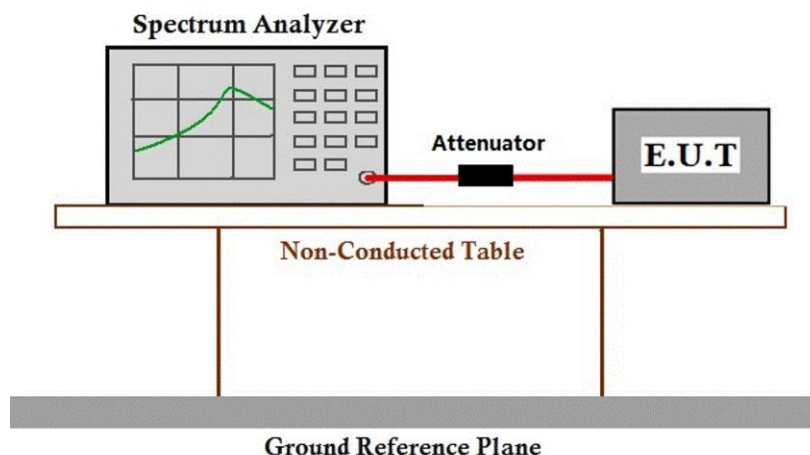 Spectrum Analyzer
Attenuator
E.U.T
Non-Conducted Table
Ground Reference Plane